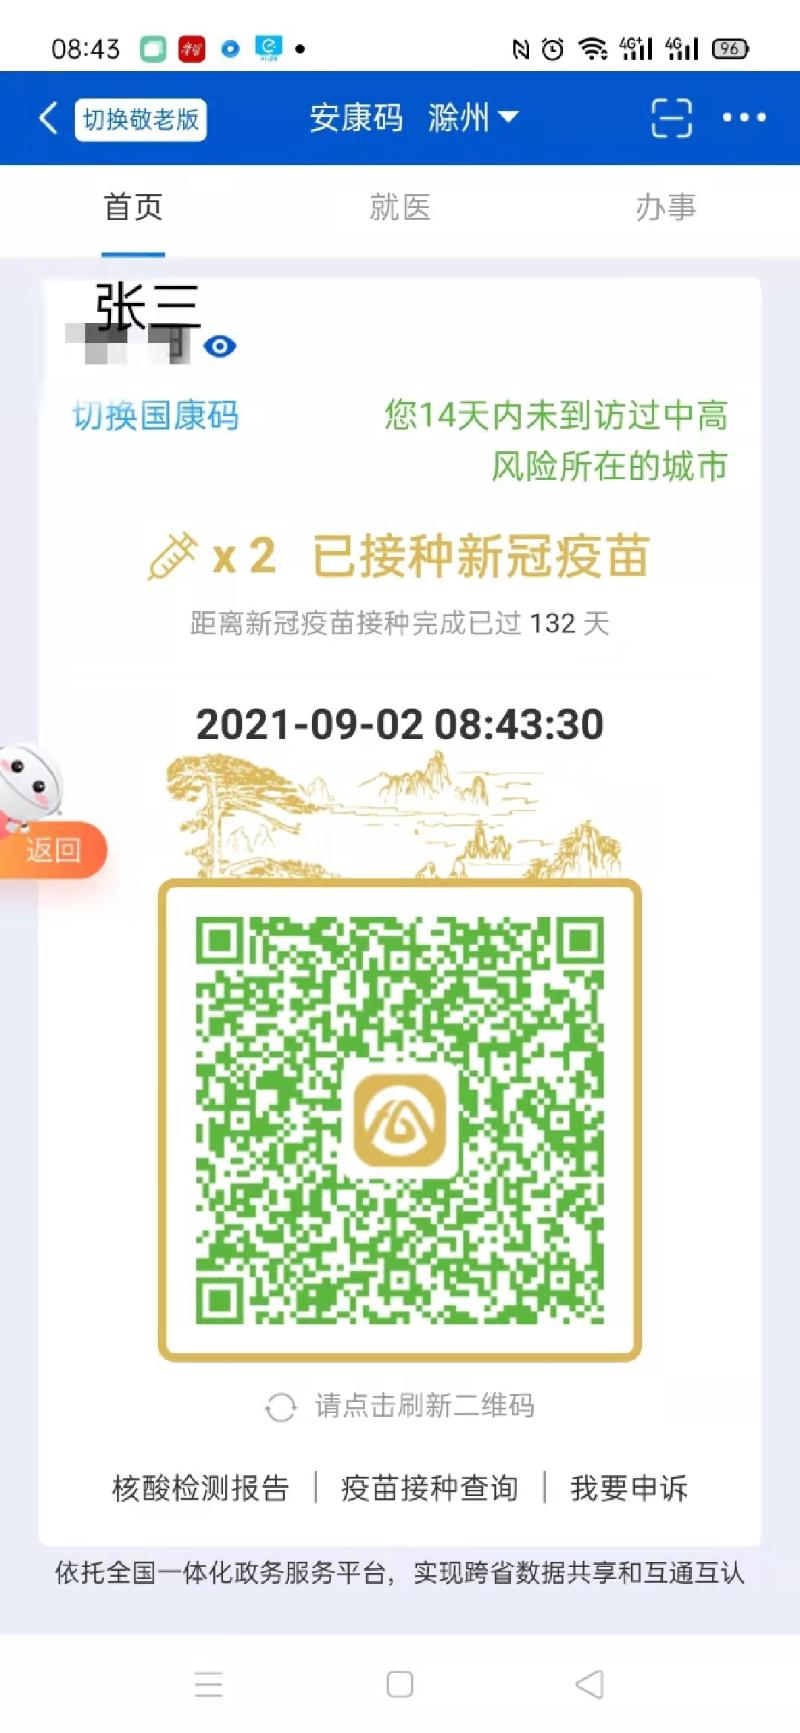 08:43 4G+ 4G 96
切换敬老版 安康码 滁州
首页 就医 办事
张三
切换国康码 您14天内未到访过中高
风险所在的城市
x 2 已接种新冠疫苗
距离新冠疫苗接种完成已过 132 天
2021-09-02 08:43:30
返回
请点击刷新二维码
核酸检测报告 | 疫苗接种查询 | 我要申诉
依托全国一体化政务服务平台，实现跨省数据共享和互通互认